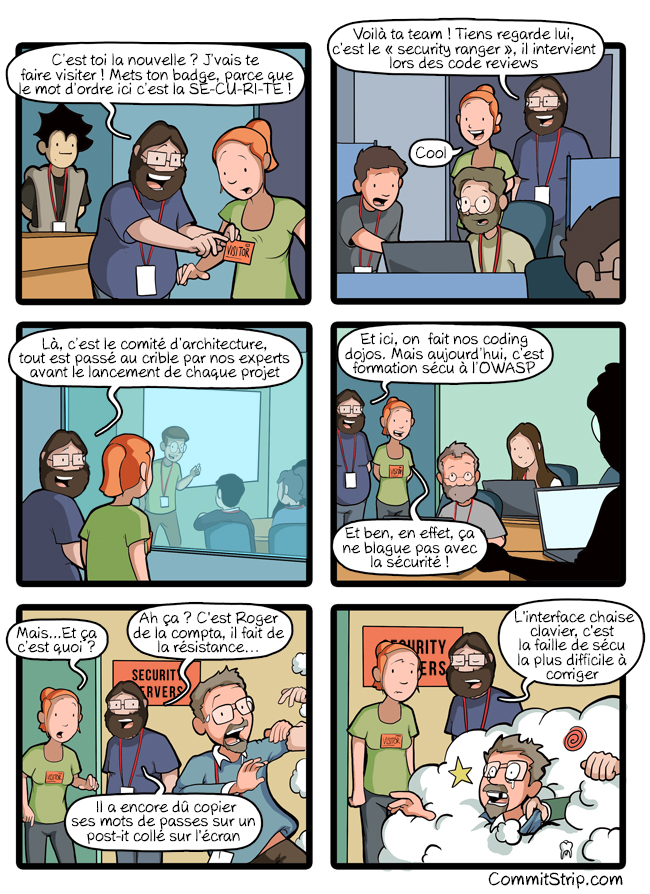 C'est toi la nouvelle ? J'vais te
faire visiter ! Mets ton badge, parce que
le mot d'ordre ici c'est la SÉ-CU-RI-TÉ !
VISITOR
Voilà ta team ! Tiens regarde lui,
c'est le « security ranger », il intervient
lors des code reviews
Cool
Là, c'est le comité d'architecture,
tout est passé au crible par nos experts
avant le lancement de chaque projet
Et ici, on fait nos coding
dojos. Mais aujourd'hui, c'est
formation sécu à l'OWASP
VISITOR
Et ben, en effet, ça
ne blague pas avec
la sécurité !
Mais...Et ça
c'est quoi ?
Ah ça ? C'est Roger
de la compta, il fait de
la résistance...
SECURITY
SERVERS
VISITOR
Il a encore dû copier
ses mots de passes sur un
post-it collé sur l'écran
L'interface chaise
clavier, c'est
la faille de sécu
la plus difficile à
corriger
SECURITY
ERS
VISITOR
CommitStrip.com